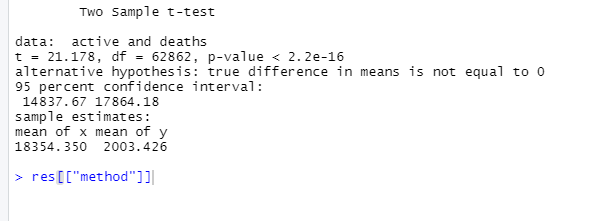 Two Sample t-test
data:  active and deaths
t = 21.178, df = 62862, p-value < 2.2e-16
alternative hypothesis: true difference in means is not equal to 0
95 percent confidence interval:
 14837.67 17864.18
sample estimates:
mean of x mean of y
18354.350  2003.426
> res[["method"]]